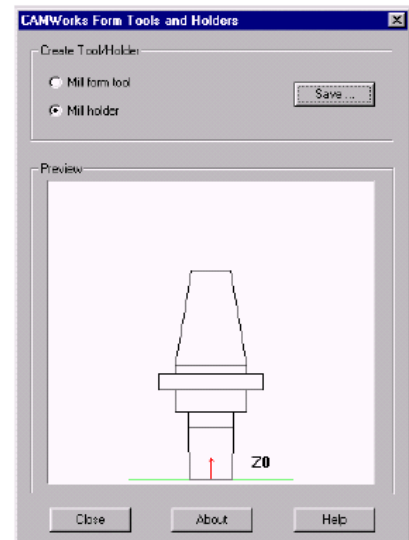 CAMWorks Form Tools and Holders
Create Tool/Holder
Mill form tool
Save ...
Mill holder
Preview
Z0
Close
About
Help